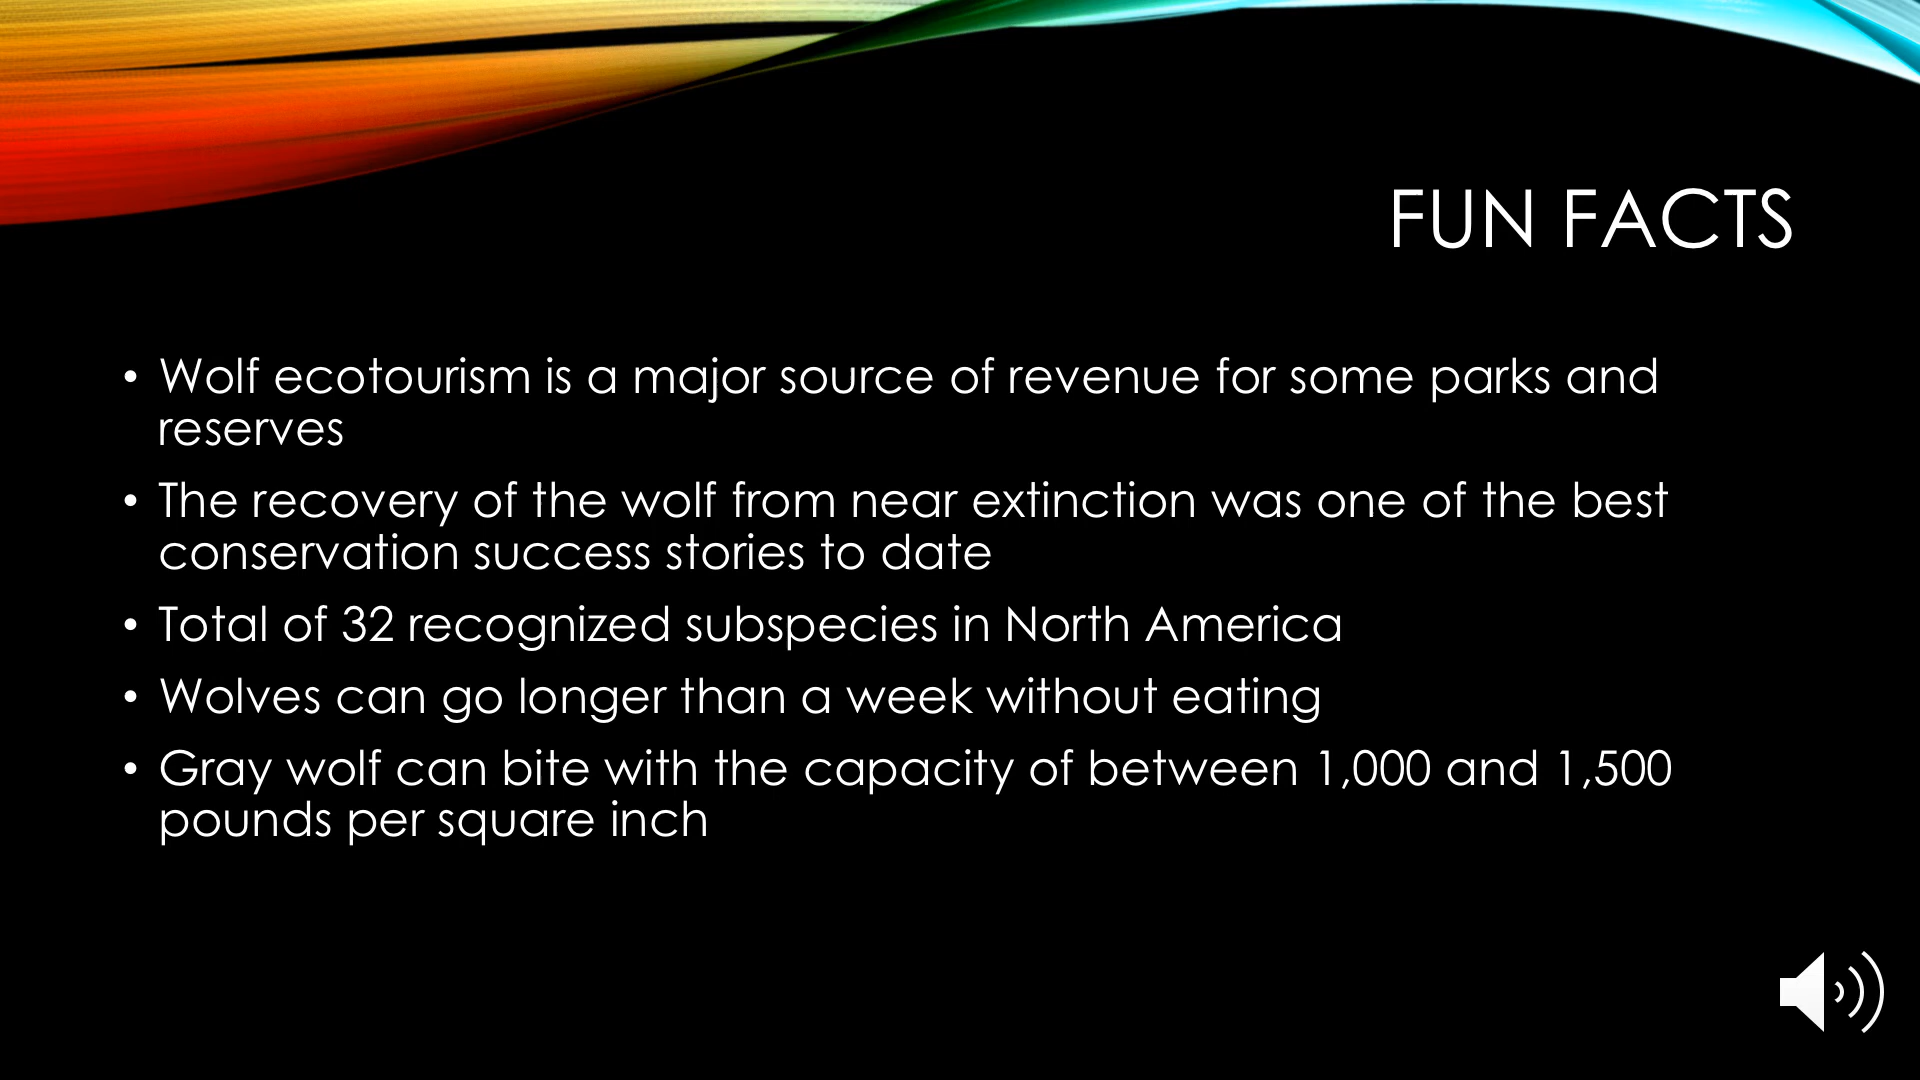 FUN FACTS
• Wolf ecotourism is a major source of revenue for some parks and
reserves
• The recovery of the wolf from near extinction was one of the best
conservation success stories to date
• Total of 32 recognized subspecies in North America
• Wolves can go longer than a week without eating
• Gray wolf can bite with the capacity of between 1,000 and 1,500
pounds per square inch